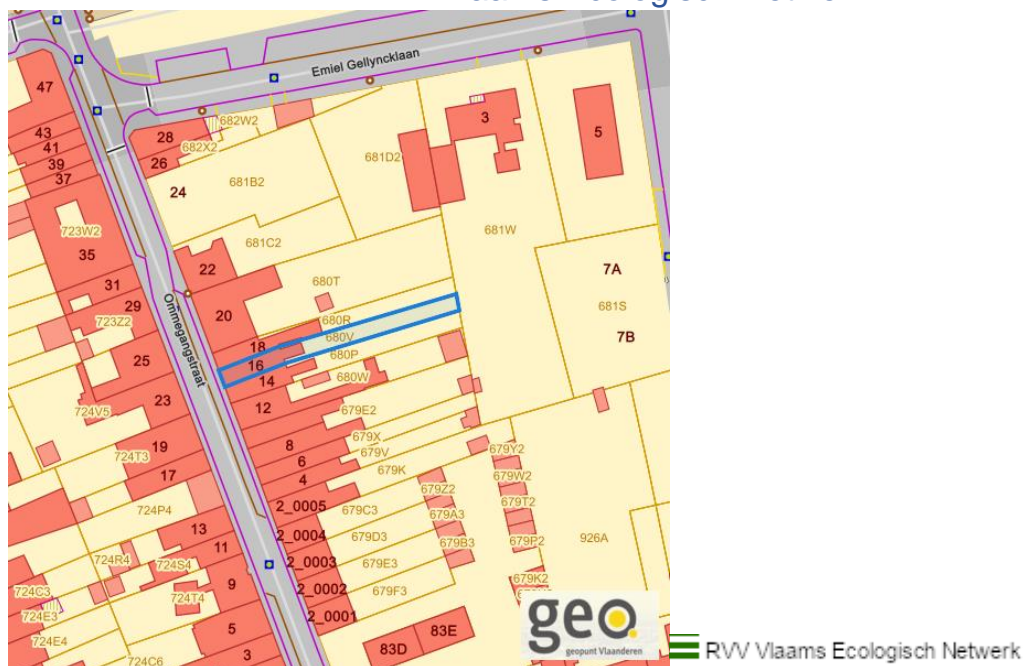 Emiel Gellyncklaan
47
43
41
39
37
28
26
682W2
682X2
24
681B2
681D2
3
5
723W2
35
681C2
22
681W
7A
31
29
723Z2
20
680T
681S
Ommegangstraat
680R
18
680V
7B
25
16
680P
14
680W
724V5
23
12
679E2
19
8
679X
679V
724T3
17
6
679K
4
679Y2
679Z2
679W2
724P4
2_0005
679C3
679T2
13
2_0004
679A3
679D3
679P2
926A
11
679B3
724R4
724S4
2_0003
679E3
724C3
9
679K2
724T4
2_0002
679F3
724E3
2_0001
724E4
5
83E
83D
724C6
3
geo
geopunt Vlaanderen
RVV Vlaams Ecologisch Netwerk